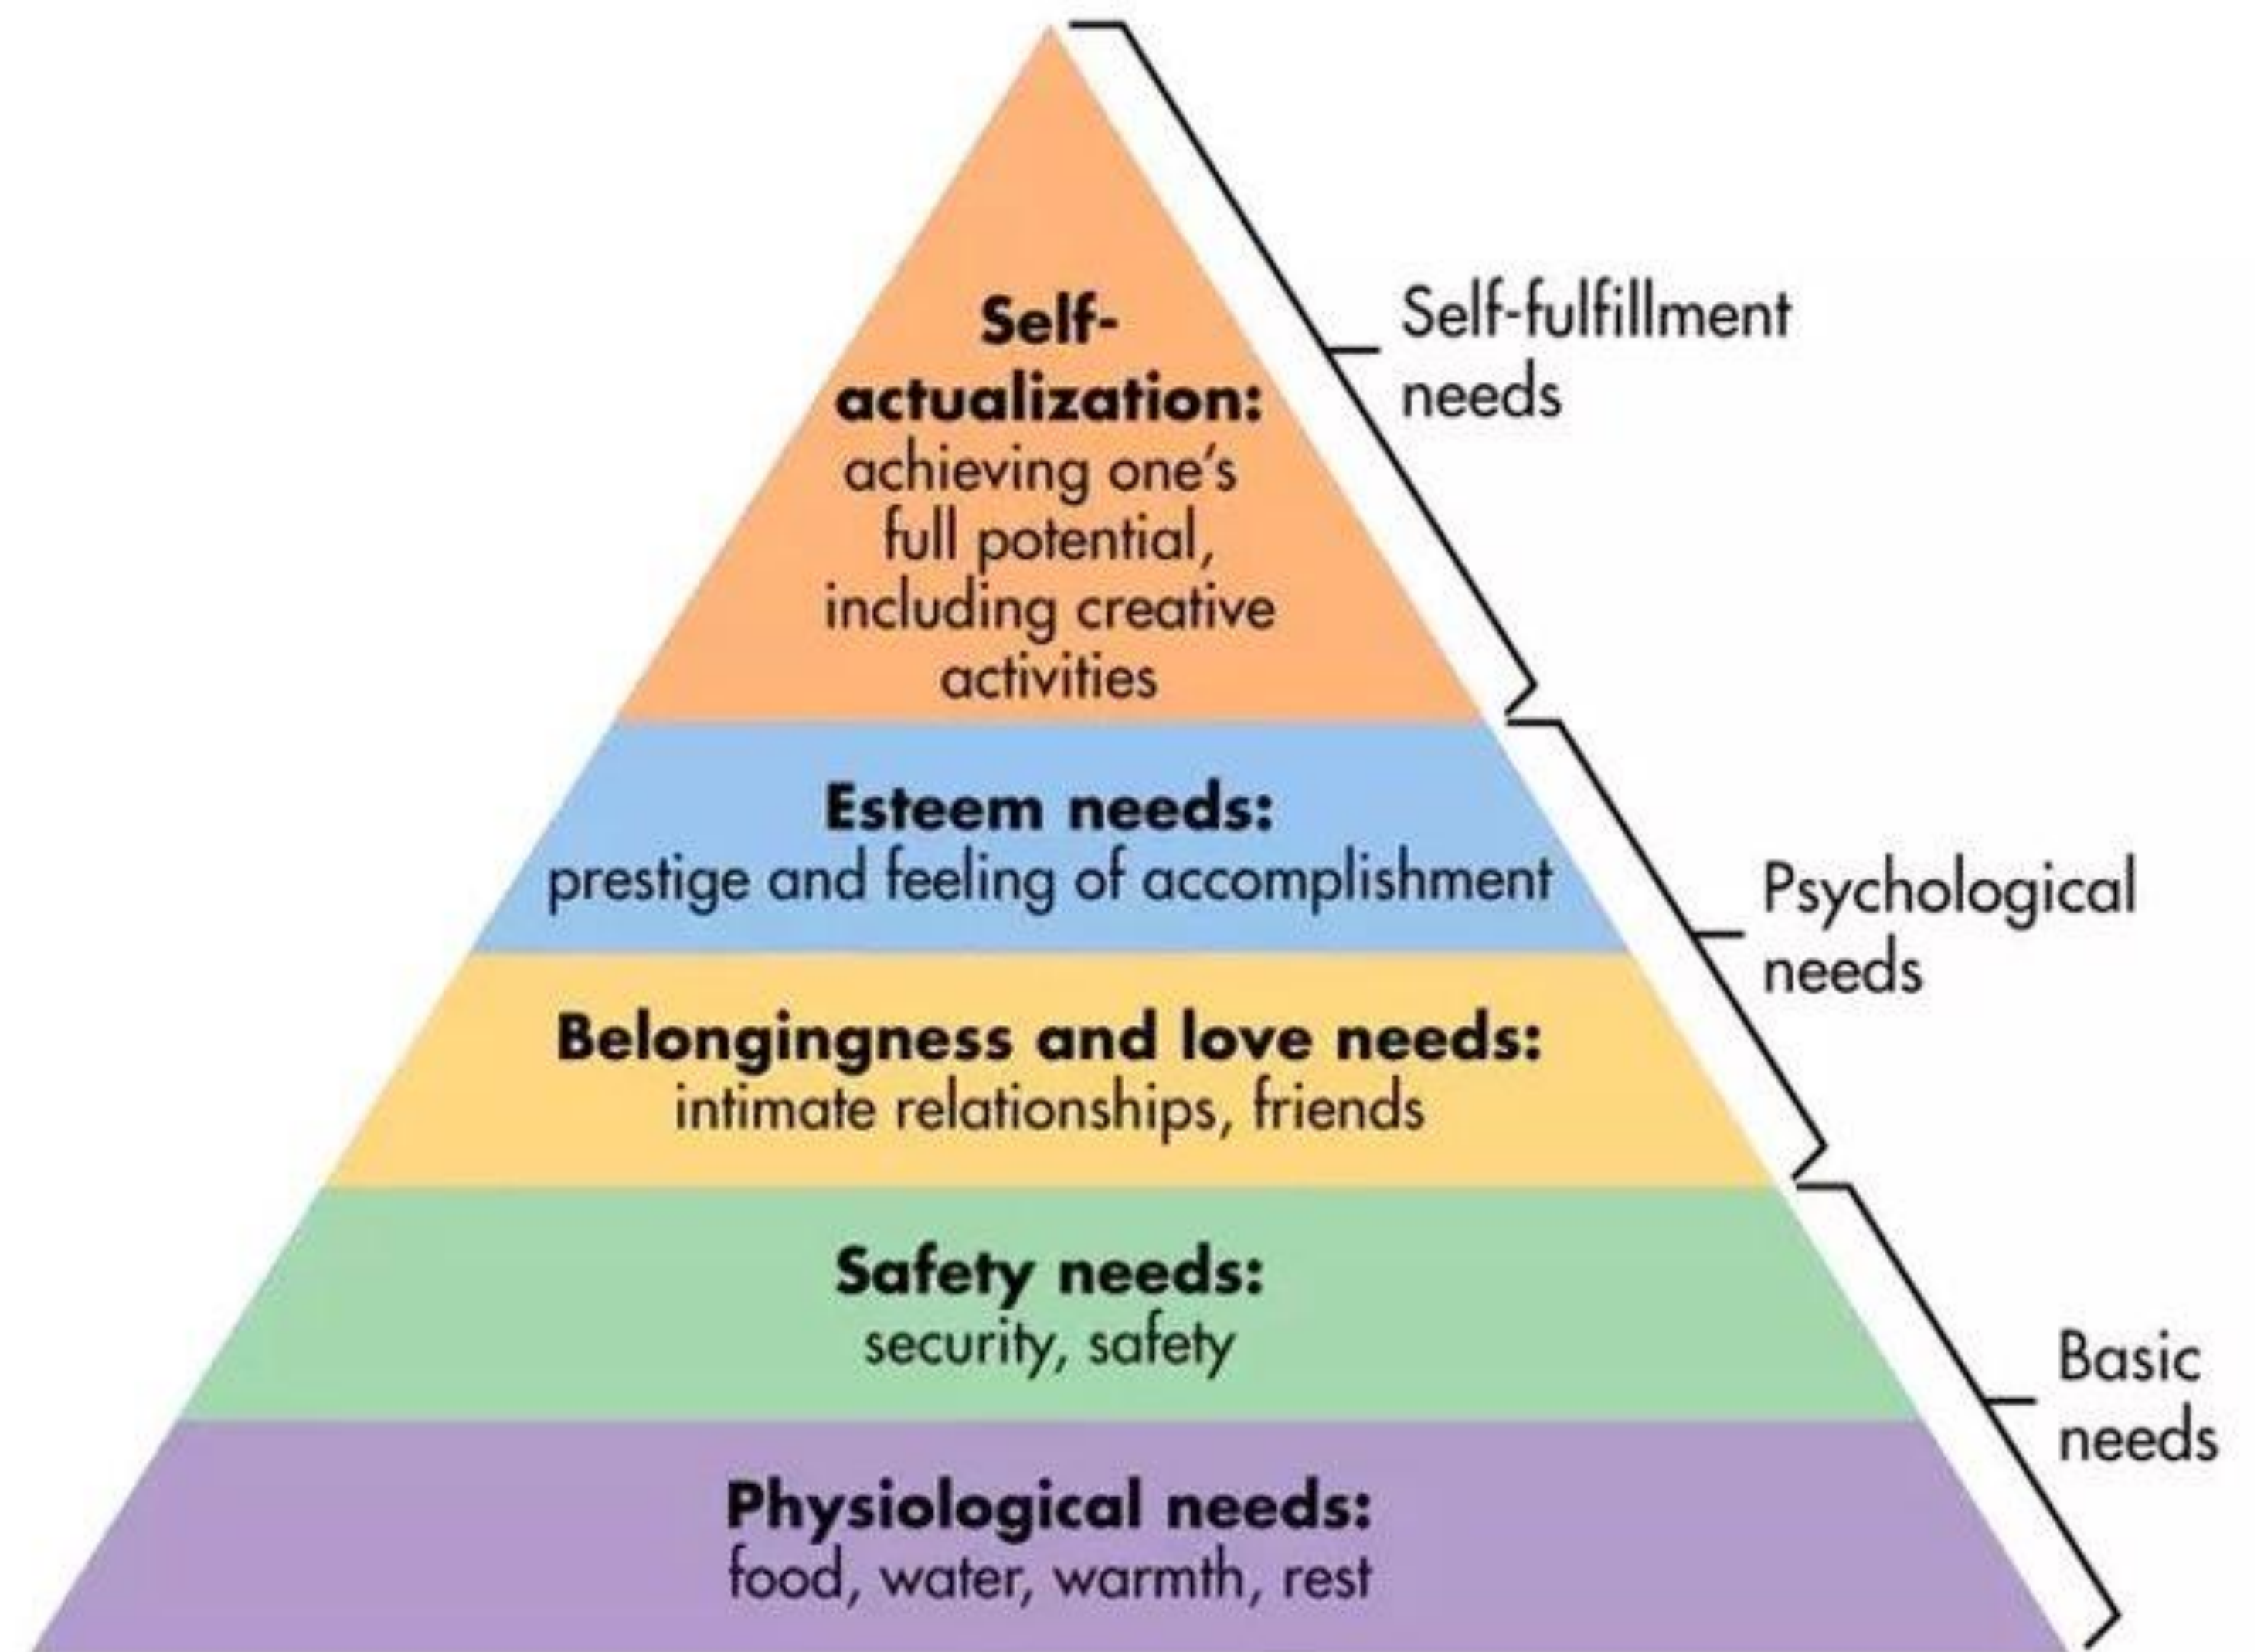 Self-
actualization:
achieving one's
full potential,
including creative
activities
Self-fulfillment
needs
Esteem needs:
prestige and feeling of accomplishment
Psychological
needs
Belongingness and love needs:
intimate relationships, friends
Safety needs:
security, safety
Basic
needs
Physiological needs:
food, water, warmth, rest